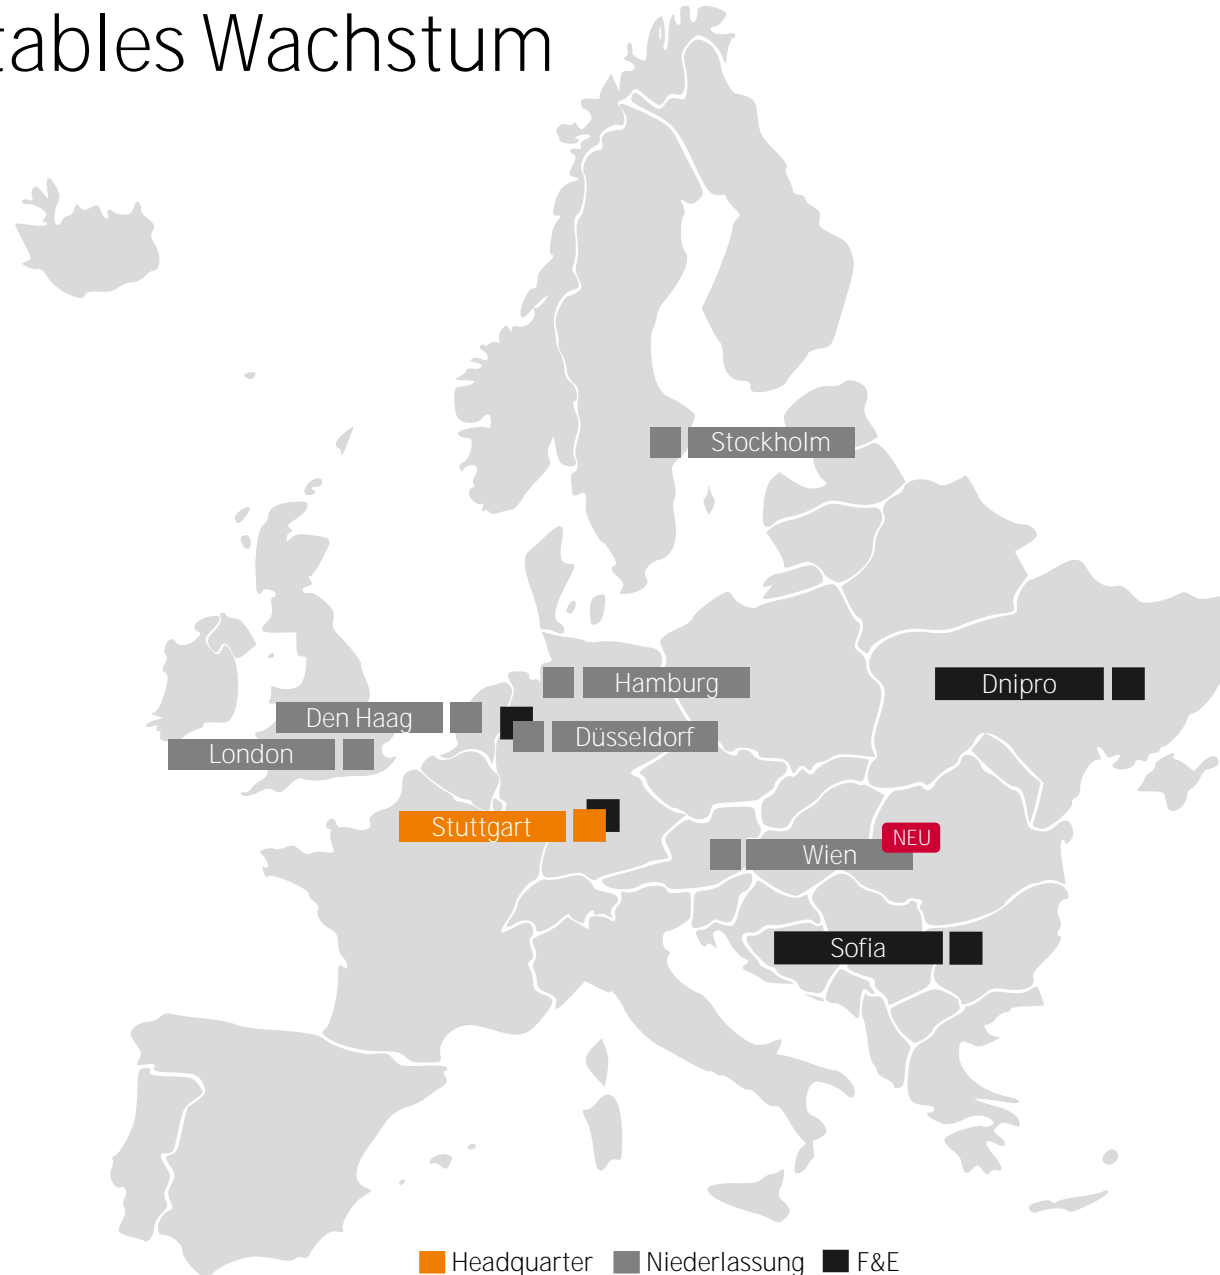 tables Wachstum
Stockholm
Hamburg
Dnipro
Den Haag
Düsseldorf
London
Stuttgart
NEU
Wien
Sofia
Headquarter Niederlassung F&E